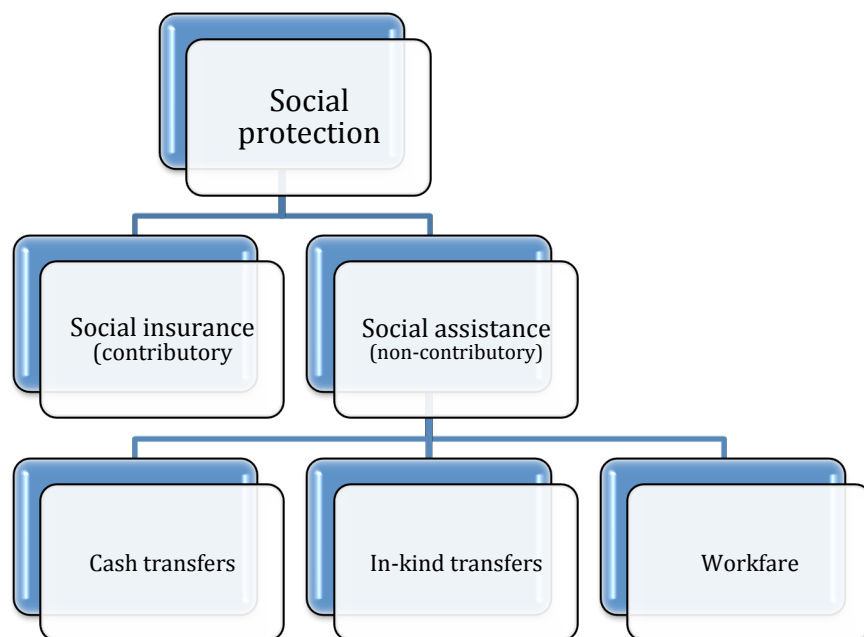 Social
protection
Social insurance
(contributory
Social assistance
(non-contributory)
Cash transfers
In-kind transfers
Workfare